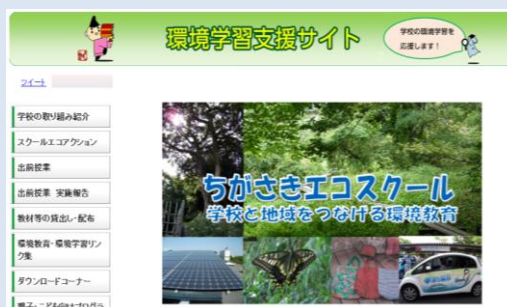 環境学習支援サイト
学校の環境学習を
応援します！
ツイート
学校の取り組み紹介
スクールエコアクション
出前授業
出前授業 実施報告
教材等の貸出し・配布
環境教育・環境学習リン
ク集
ダウンロードコーナー
ちがさきエコスクール
学校と地域をつなげる環境教育